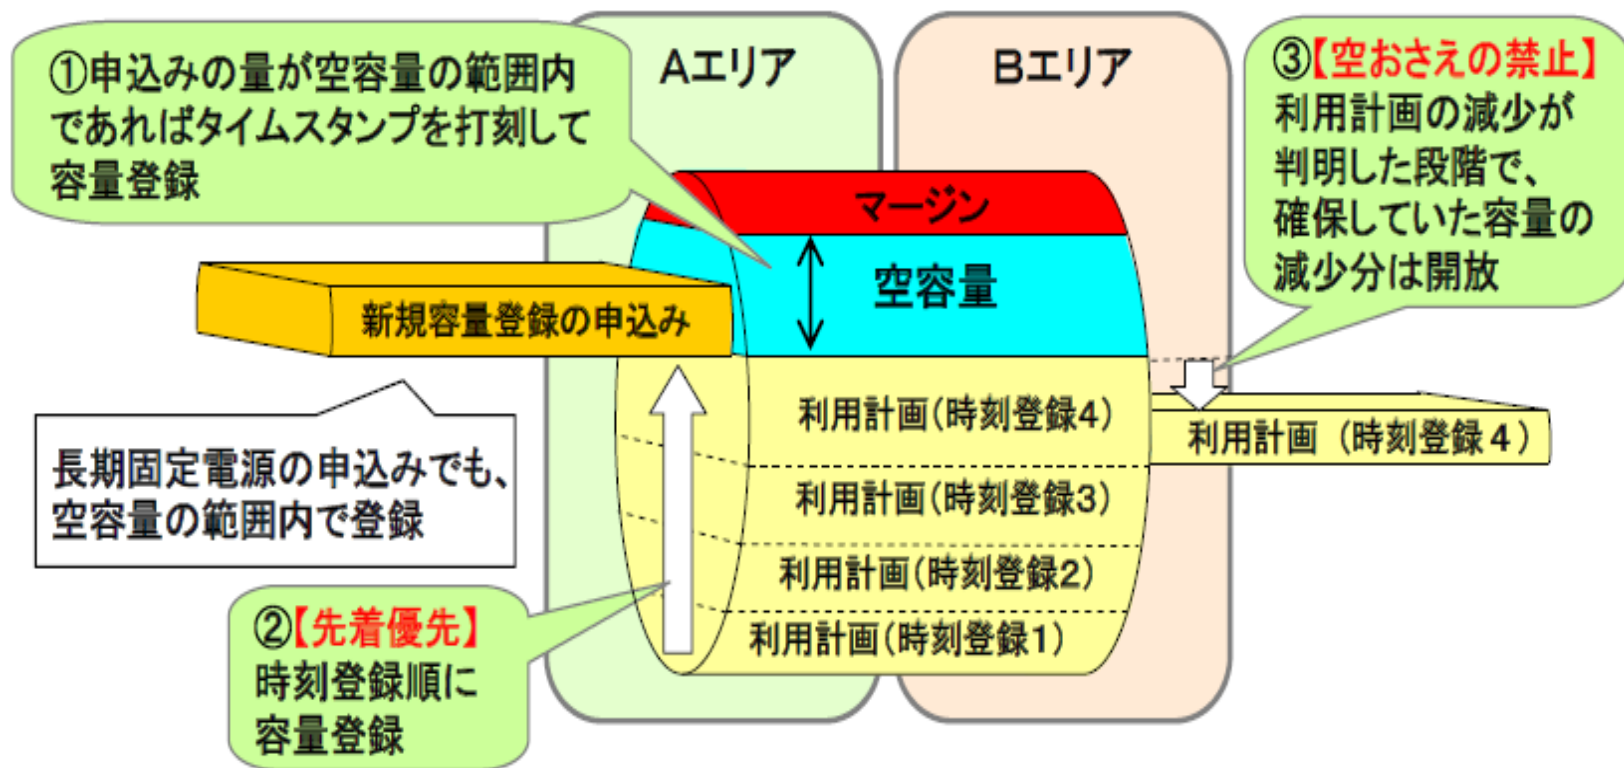 ①申込みの量が空容量の範囲内
であればタイムスタンプを打刻して
容量登録
Aエリア
Bエリア
③【空おさえの禁止】
利用計画の減少が
判明した段階で、
確保していた容量の
減少分は開放
マージン
空容量
新規容量登録の申込み
長期固定電源の申込みでも、
空容量の範囲内で登録
利用計画(時刻登録4)
利用計画(時刻登録3)
利用計画(時刻登録2)
利用計画(時刻登録1)
利用計画（時刻登録４）
②【先着優先】
時刻登録順に
容量登録